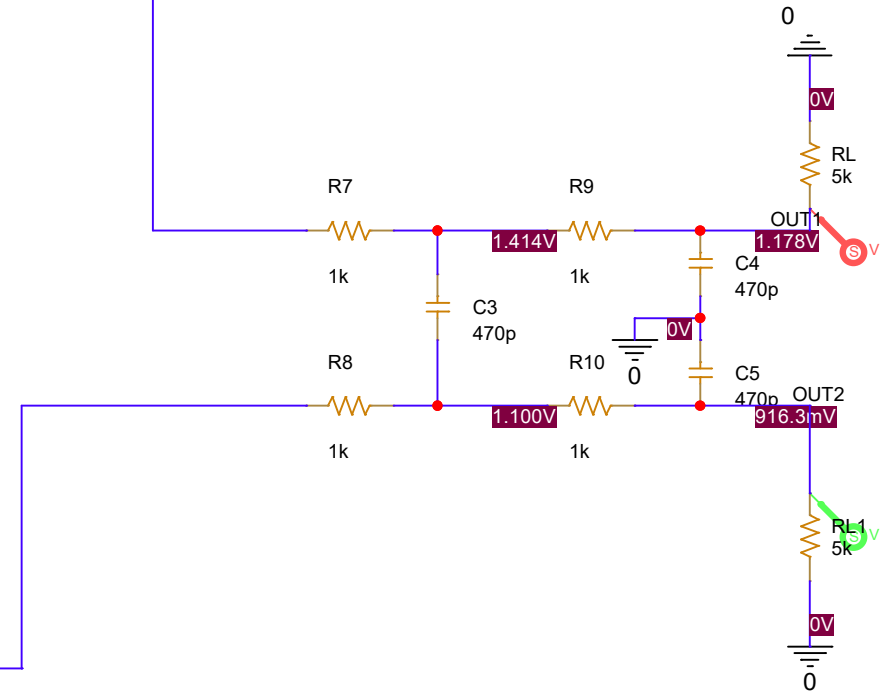 0
0V
RL
5k
R7
R9
OUT1
1.414V
1.178V
S V
1k
1k
C4
470p
C3
470p
0V
0
R8
R10
C5
470p
OUT2
1.100V
916.3mV
1k
1k
RL1
5k
S V
0V
0